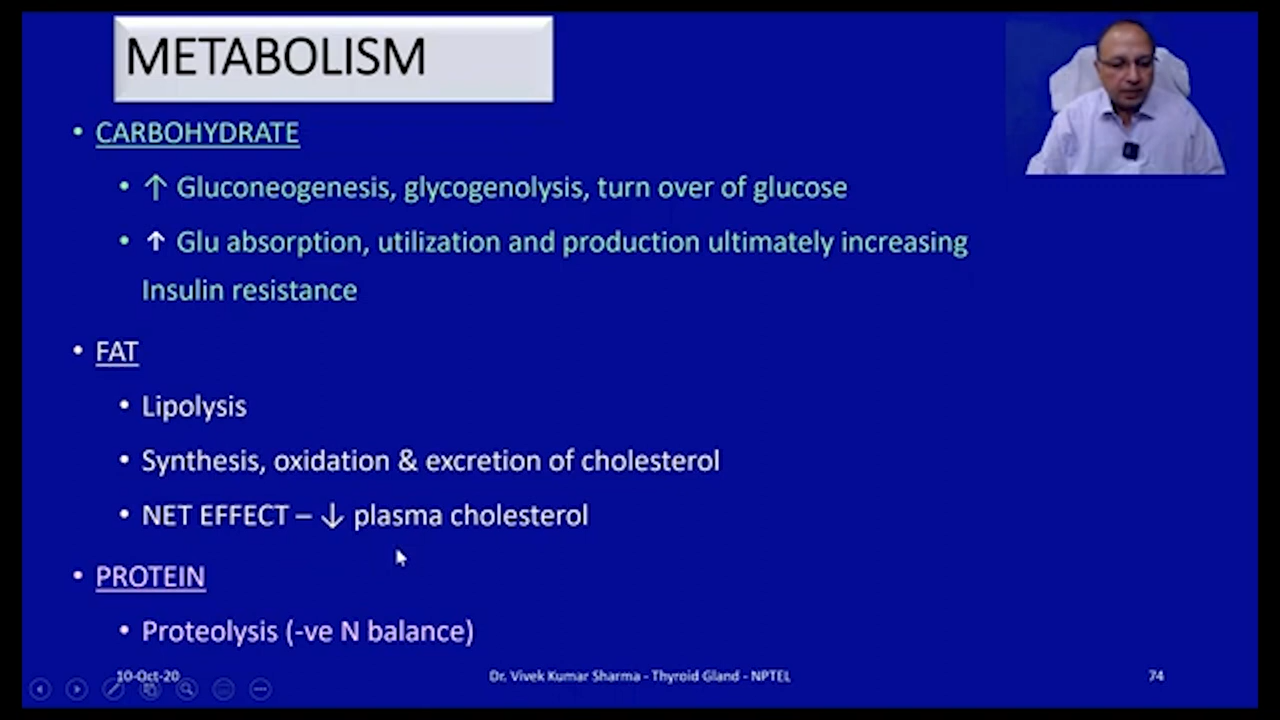 METABOLISM
• CARBOHYDRATE
• ↑ Gluconeogenesis, glycogenolysis, turn over of glucose
• ↑ Glu absorption, utilization and production ultimately increasing
Insulin resistance
• FAT
• Lipolysis
• Synthesis, oxidation & excretion of cholesterol
• NET EFFECT – ↓ plasma cholesterol
• PROTEIN
• Proteolysis (-ve N balance)
10-Oct-20 Dr. Vivek Kumar Sharma - Thyroid Gland - NPTEL 74